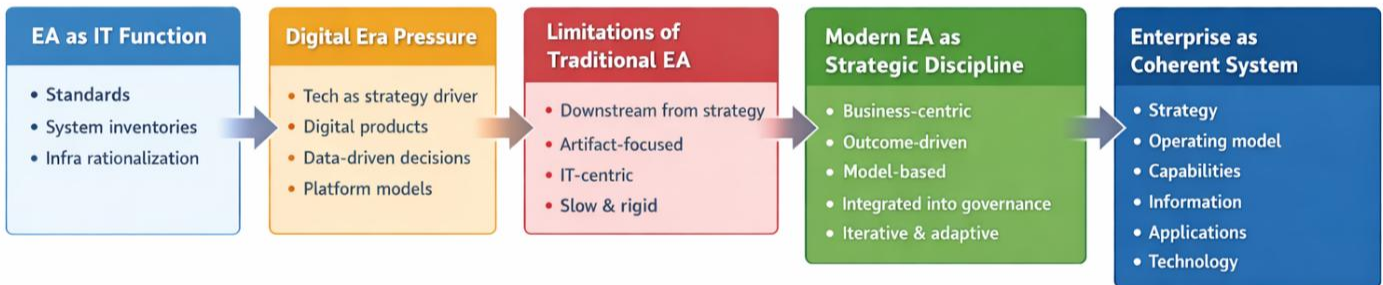 EA as IT Function
• Standards
• System inventories
• Infra rationalization
Digital Era Pressure
• Tech as strategy driver
• Digital products
• Data-driven decisions
• Platform models
Limitations of
Traditional EA
• Downstream from strategy
• Artifact-focused
• IT-centric
• Slow & rigid
Modern EA as
Strategic Discipline
• Business-centric
• Outcome-driven
• Model-based
• Integrated into governance
• Iterative & adaptive
Enterprise as
Coherent System
• Strategy
• Operating model
• Capabilities
• Information
• Applications
• Technology